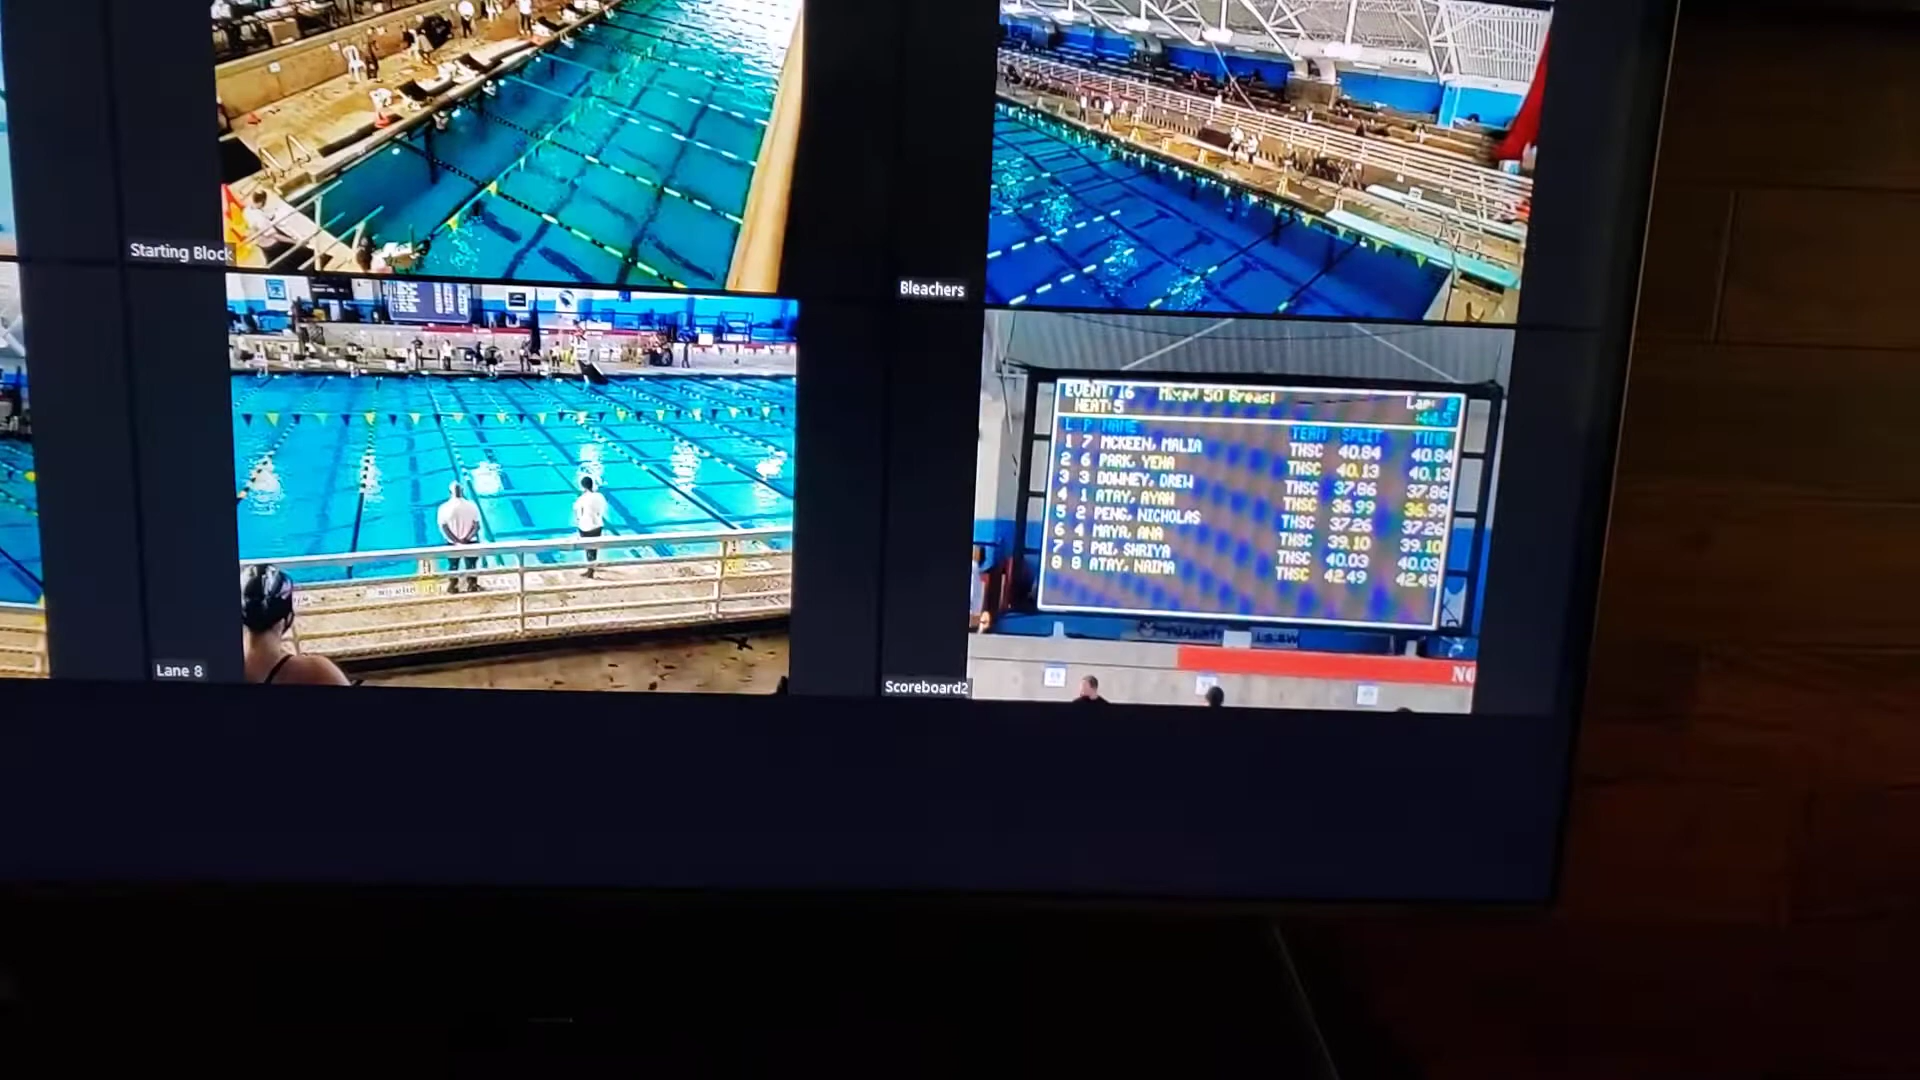 Starting Block
Bleachers
EVENT: 16 Mixed 50 Breast
HEAT: 5
L P NAME TEAM SPLIT TIME
1 7 MCKEEN, MALIA THSC 40.84 40.84
2 6 PARK, YENA THSC 40.13 40.13
3 3 DOWNEY, DREW THSC 37.86 37.86
4 1 ATAY, AYAH THSC 36.99 36.99
5 2 PENG, NICHOLAS THSC 37.26 37.26
6 4 MAYA, ANA THSC 39.10 39.10
7 5 PAI, SHRIYA THSC 40.03 40.03
8 8 ATAY, NAIMA THSC 42.49 42.49
Lane 8
Scoreboard2
NO